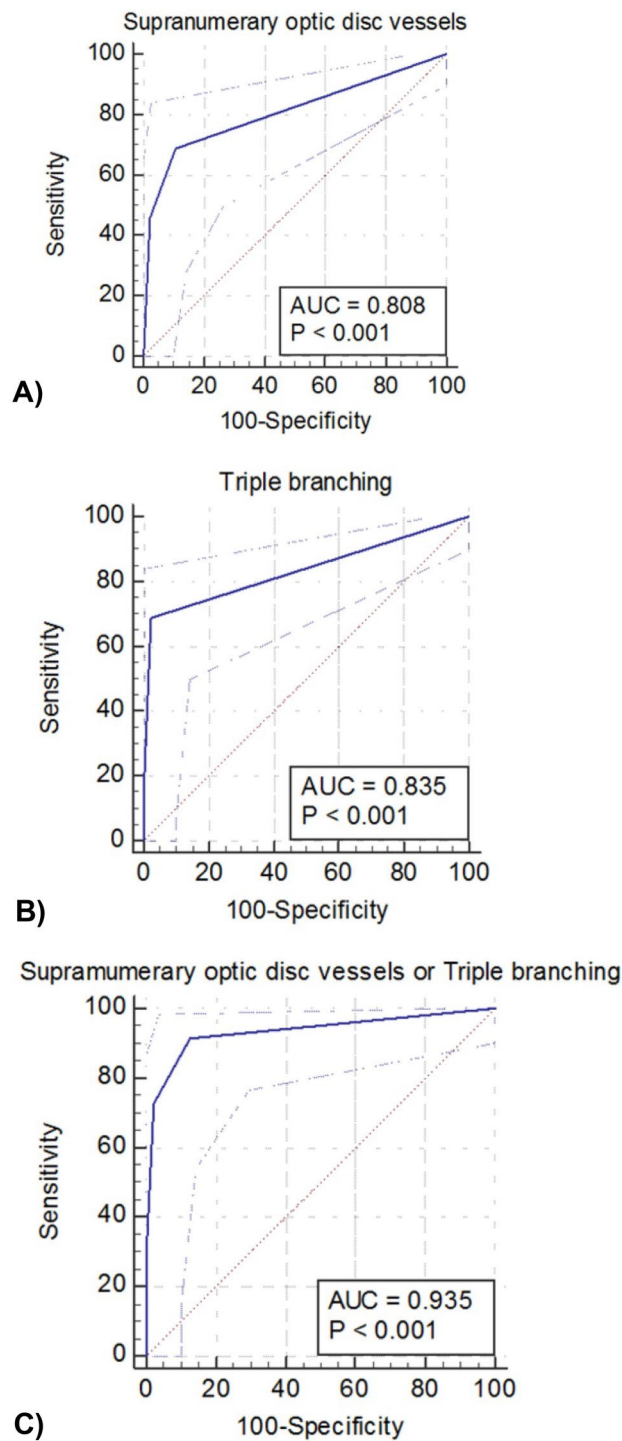 Supranumerary optic disc vessels
100
80
60
40
20
0
Sensitivity
AUC = 0.808
P < 0.001
0 20 40 60 80 100
100-Specificity
A)
Triple branching
100
80
60
40
20
0
Sensitivity
AUC = 0.835
P < 0.001
0 20 40 60 80 100
100-Specificity
B)
Supramumerary optic disc vessels or Triple branching
100
80
60
40
20
0
Sensitivity
AUC = 0.935
P < 0.001
0 20 40 60 80 100
100-Specificity
C)